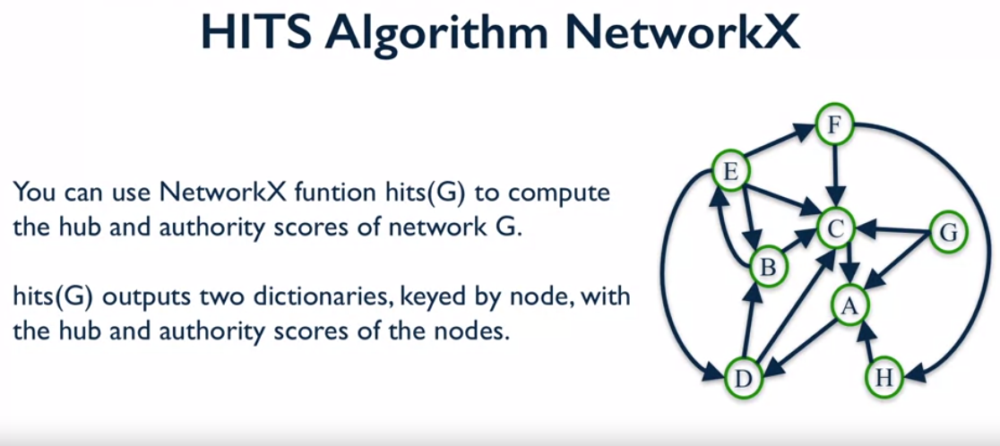 HITS Algorithm NetworkX
You can use NetworkX funtion hits(G) to compute
the hub and authority scores of network G.
hits(G) outputs two dictionaries, keyed by node, with
the hub and authority scores of the nodes.
F
E
C
G
B
A
D
H